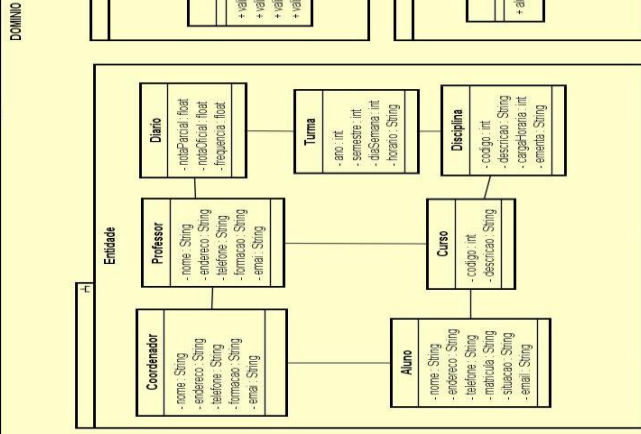 DOMINIO
Entidade
Coordenador
- nome : String
- endereco : String
- telefone : String
- formacao : String
- emai : String
Professor
- nome : String
- endereco : String
- telefone : String
- formacao : String
- emai : String
Diario
- notaParcial : float
- notaOficial : float
- frequencia : float
Aluno
- nome : String
- endereco : String
- telefone : String
- matricula : String
- situacao : String
- email : String
Curso
- codigo : int
- descricao : String
Turma
- ano : int
- semestre : int
- diaSemana : int
- horario : String
Disciplina
- codigo : int
- descricao : String
- cargaHoraria : int
- ementa : String